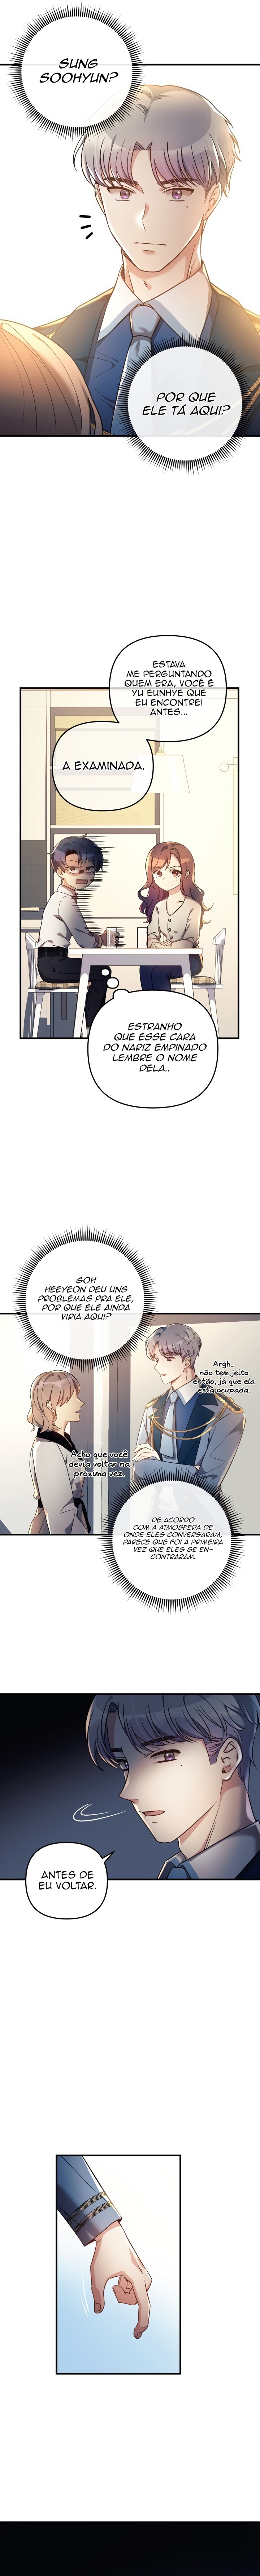 SUNG
SOOHYUN?
POR QUE
ELE TÁ AQUI?
ESTAVA
ME PERGUNTANDO
QUEM ERA, VOCÊ É
YU EUNHYE QUE
EU ENCONTREI
ANTES...
A EXAMINADA.
ESTRANHO
QUE ESSE CARA
DO NARIZ EMPINADO
LEMBRE O NOME
DELA..
GOH
HEEYEON DEU UNS
PROBLEMAS PRA ELE,
POR QUE ELE AINDA
VIRIA AQUI?
Argh_
não tem jeito
então, já que ela
está ocupada.
Acho que você
devia voltar na
próxima vez.
DE ACORDO
COM A ATMOSFERA DE
ONDE ELES CONVERSARAM,
PARECE QUE FOI A PRIMEIRA
VEZ QUE ELES SE EN-
CONTRARAM.
ANTES DE
EU VOLTAR.